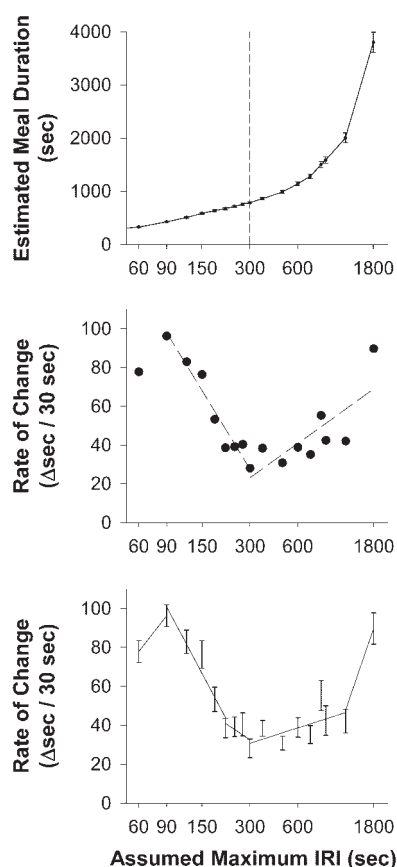 Estimated Meal Duration
(sec)
4000
3000
2000
1000
0
60 90 150 300 600 1800
Rate of Change
(Δsec / 30 sec)
100
80
60
40
20
0
60 90 150 300 600 1800
Rate of Change
(Δsec / 30 sec)
100
80
60
40
20
0
60 90 150 300 600 1800
Assumed Maximum IRI (sec)